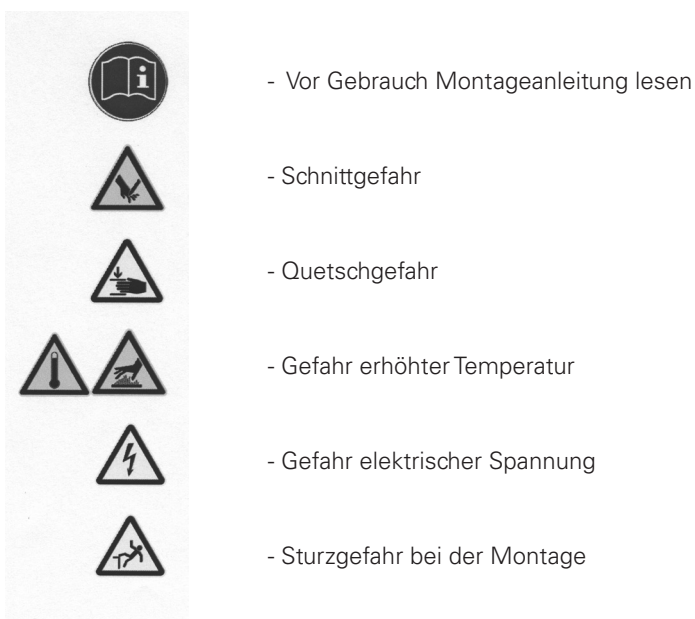 - Vor Gebrauch Montageanleitung lesen
- Schnittgefahr
- Quetschgefahr
- Gefahr erhöhter Temperatur
- Gefahr elektrischer Spannung
- Sturzgefahr bei der Montage